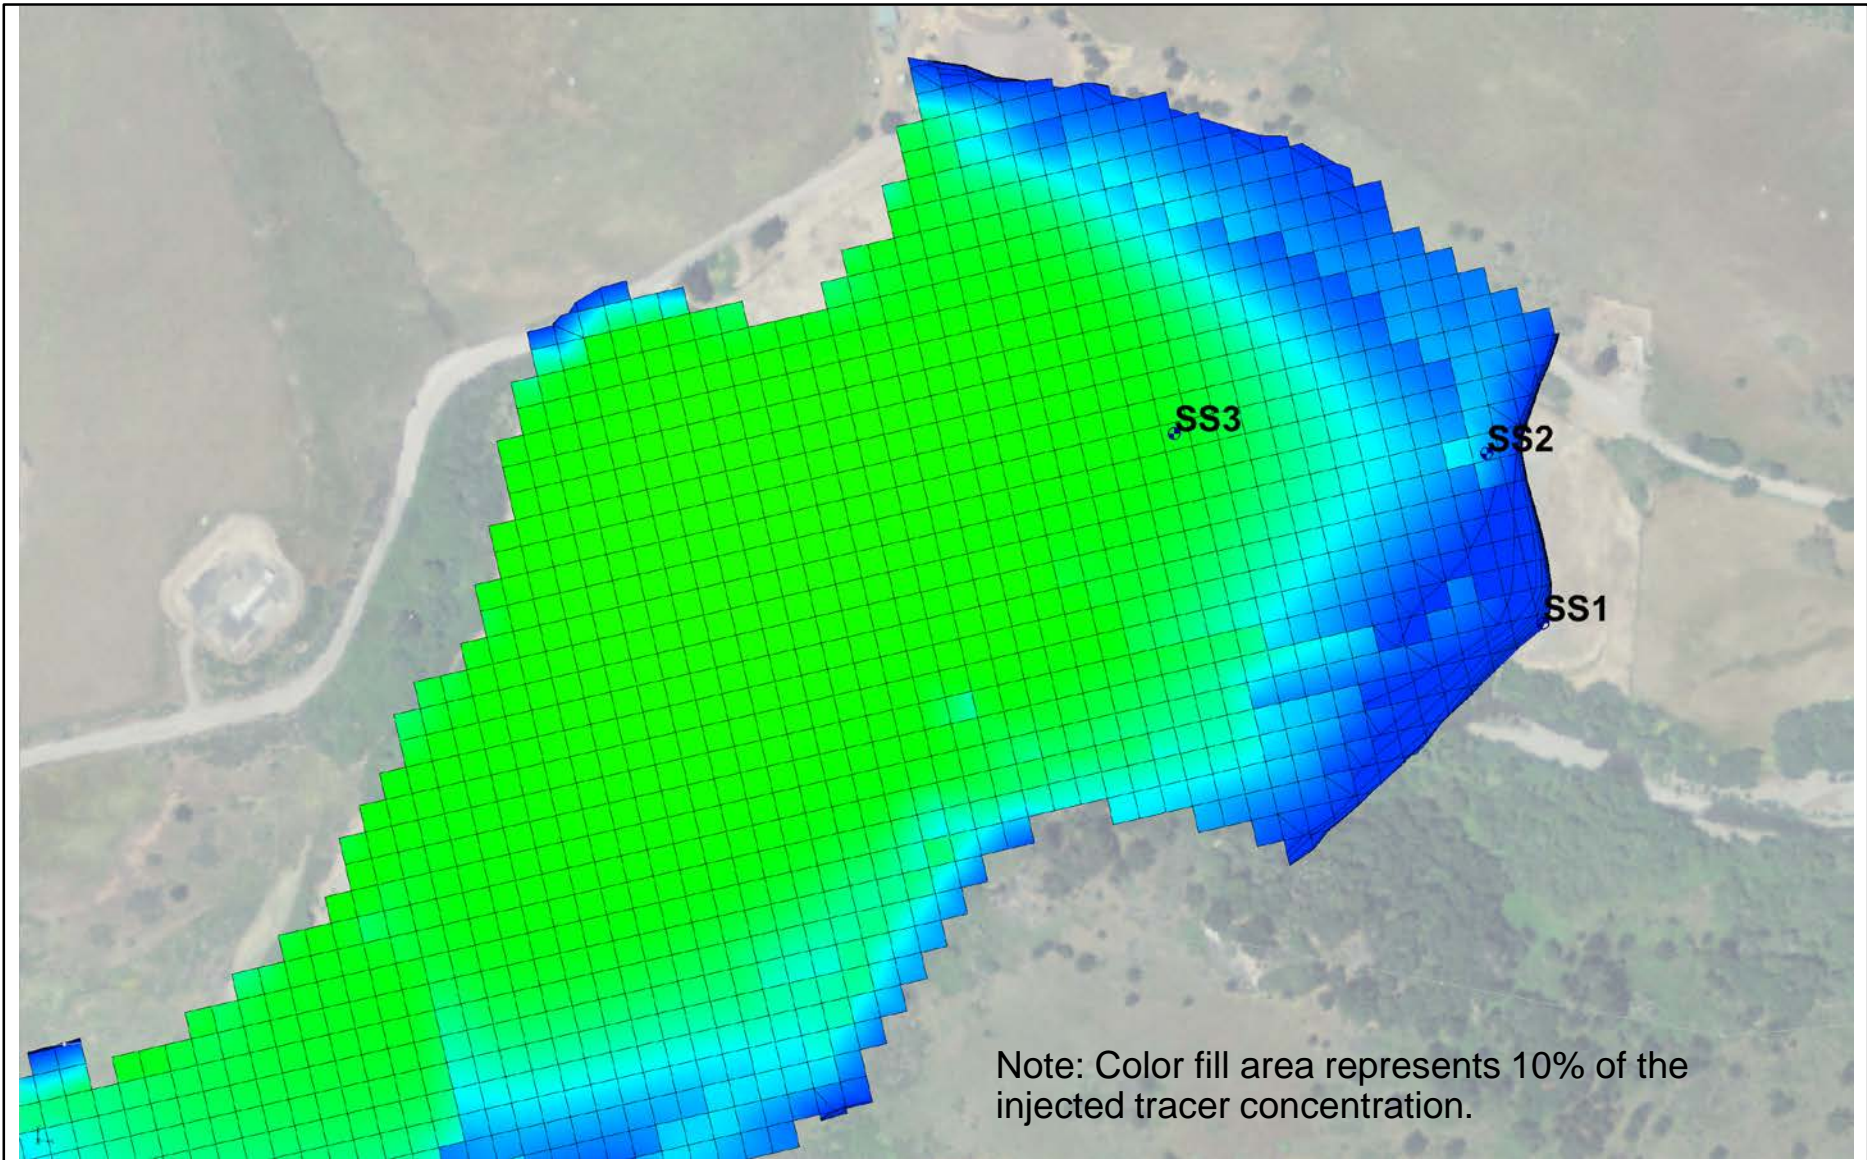 SS3
SS2
SS1
Note: Color fill area represents 10% of the
injected tracer concentration.